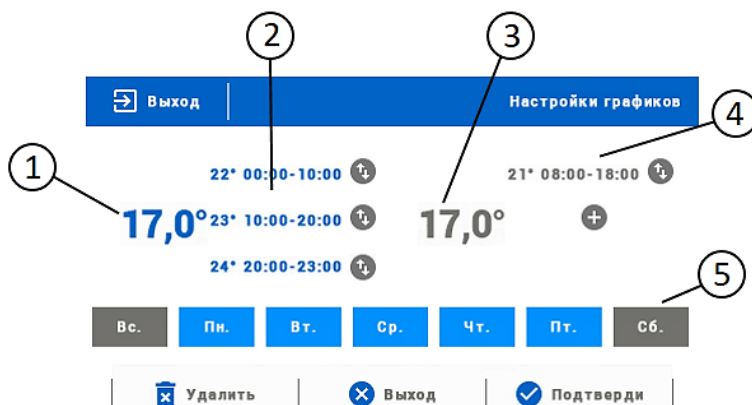 2
3
Выход
Настройки графиков
4
1
22° 00:00-10:00
21° 08:00-18:00
17,0°
23° 10:00-20:00
17,0°
24° 20:00-23:00
5
Вс.
Пн.
Вт.
Ср.
Чт.
Пт.
Сб.
Удалить
Выход
Подтверди